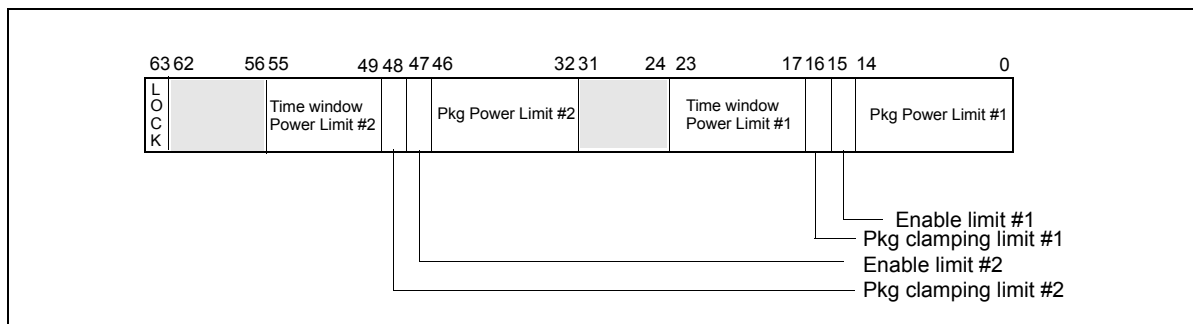 63 62 56 55 49 48 47 46 32 31 24 23 17 16 15 14 0
L
O
C
K
Time window
Power Limit #2
Pkg Power Limit #2
Time window
Power Limit #1
Pkg Power Limit #1
Enable limit #1
Pkg clamping limit #1
Enable limit #2
Pkg clamping limit #2